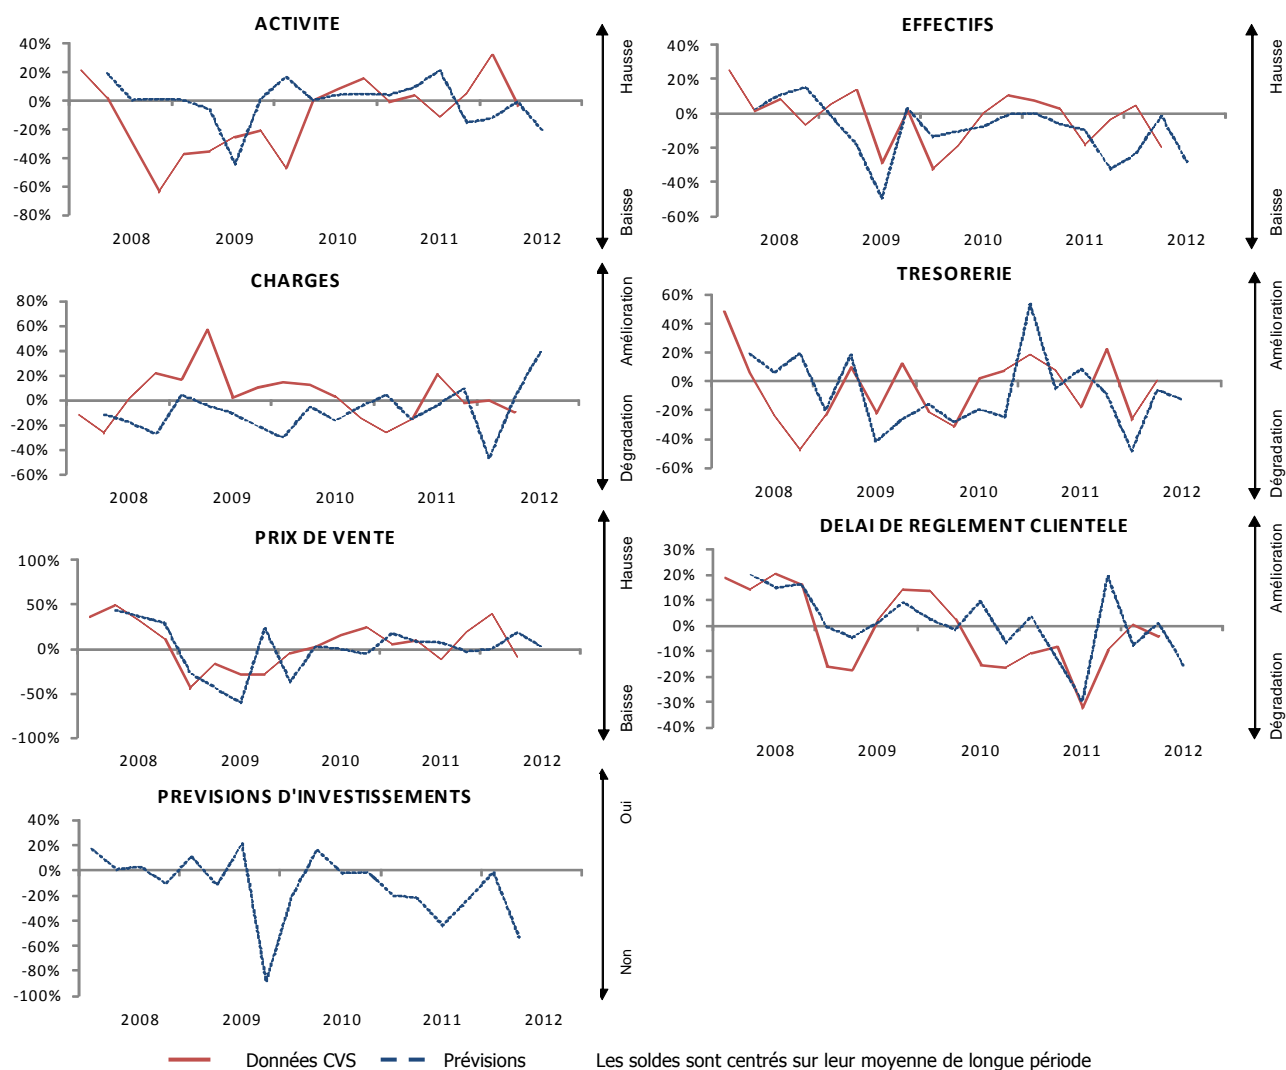 ACTIVITE
40%
20%
0%
-20%
-40%
-60%
-80%
2008 2009 2010 2011 2012
Hausse
Baisse
EFFECTIFS
40%
20%
0%
-20%
-40%
-60%
2008 2009 2010 2011 2012
Hausse
Baisse
CHARGES
80%
60%
40%
20%
0%
-20%
-40%
-60%
2008 2009 2010 2011 2012
Amélioration
Dégradation
TRESORERIE
60%
40%
20%
0%
-20%
-40%
-60%
2008 2009 2010 2011 2012
Amélioration
Dégradation
PRIX DE VENTE
100%
50%
0%
-50%
-100%
2008 2009 2010 2011 2012
Hausse
Baisse
DELAI DE REGLEMENT CLIENTELE
30%
20%
10%
0%
-10%
-20%
-30%
-40%
2008 2009 2010 2011 2012
Amélioration
Dégradation
PREVISIONS D'INVESTISSEMENTS
40%
20%
0%
-20%
-40%
-60%
-80%
-100%
2008 2009 2010 2011 2012
Oui
Non
Données CVS Prévisions Les soldes sont centrés sur leur moyenne de longue période